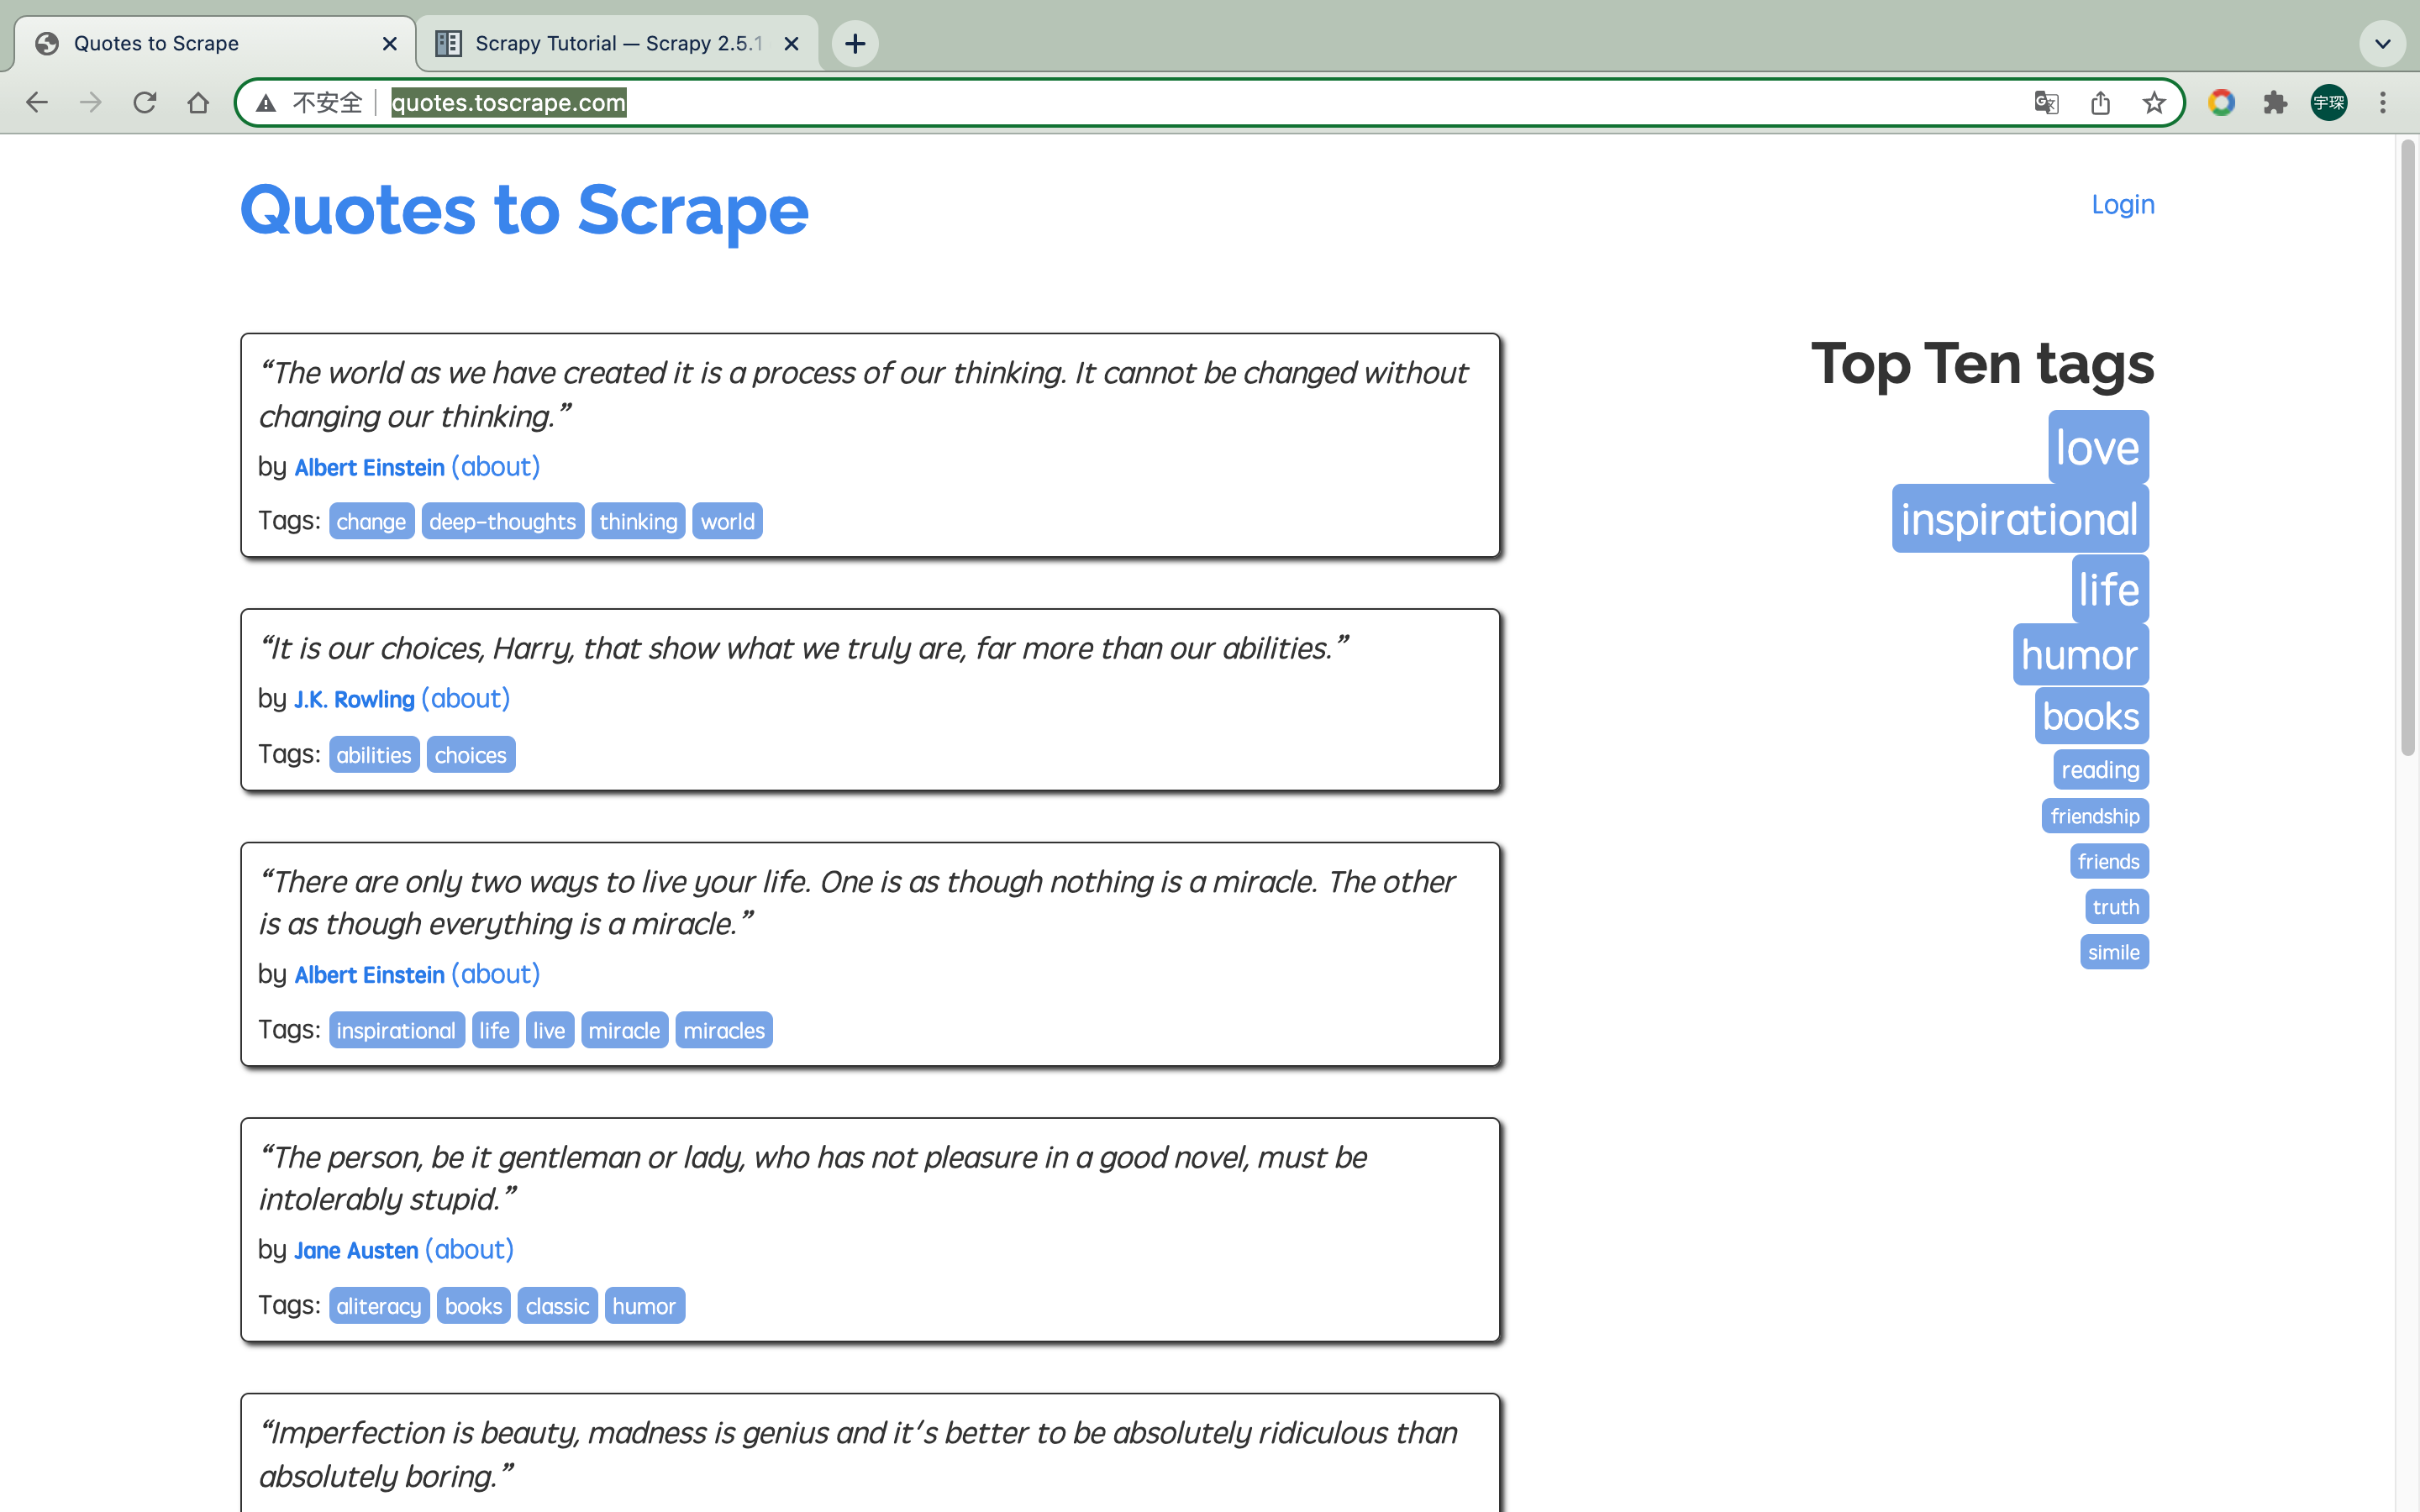 Quotes to Scrape
Scrapy Tutorial — Scrapy 2.5.1
不安全
quotes.toscrape.com
宇琛
Quotes to Scrape
Login
“The world as we have created it is a process of our thinking. It cannot be changed without
changing our thinking.”
by Albert Einstein (about)
Tags: change deep-thoughts thinking world
“It is our choices, Harry, that show what we truly are, far more than our abilities.”
by J.K. Rowling (about)
Tags: abilities choices
“There are only two ways to live your life. One is as though nothing is a miracle. The other
is as though everything is a miracle.”
by Albert Einstein (about)
Tags: inspirational life live miracle miracles
“The person, be it gentleman or lady, who has not pleasure in a good novel, must be
intolerably stupid.”
by Jane Austen (about)
Tags: aliteracy books classic humor
“Imperfection is beauty, madness is genius and it's better to be absolutely ridiculous than
absolutely boring.”
Top Ten tags
love
inspirational
life
humor
books
reading
friendship
friends
truth
simile